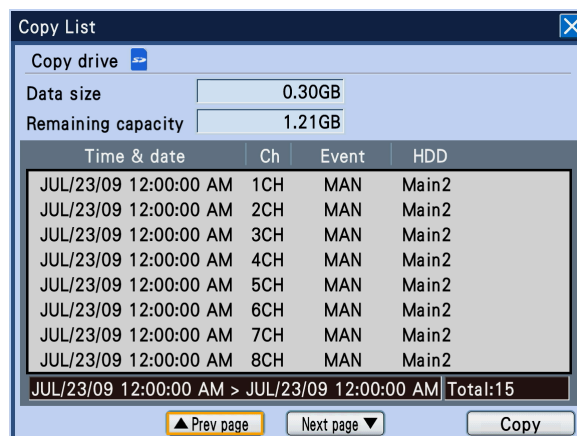 Copy List
Copy drive
Data size 0.30GB
Remaining capacity 1.21GB
Time & date Ch Event HDD
JUL/23/09 12:00:00 AM 1CH MAN Main2
JUL/23/09 12:00:00 AM 2CH MAN Main2
JUL/23/09 12:00:00 AM 3CH MAN Main2
JUL/23/09 12:00:00 AM 4CH MAN Main2
JUL/23/09 12:00:00 AM 5CH MAN Main2
JUL/23/09 12:00:00 AM 6CH MAN Main2
JUL/23/09 12:00:00 AM 7CH MAN Main2
JUL/23/09 12:00:00 AM 8CH MAN Main2
JUL/23/09 12:00:00 AM > JUL/23/09 12:00:00 AM Total:15
▲ Prev page Next page ▼ Copy